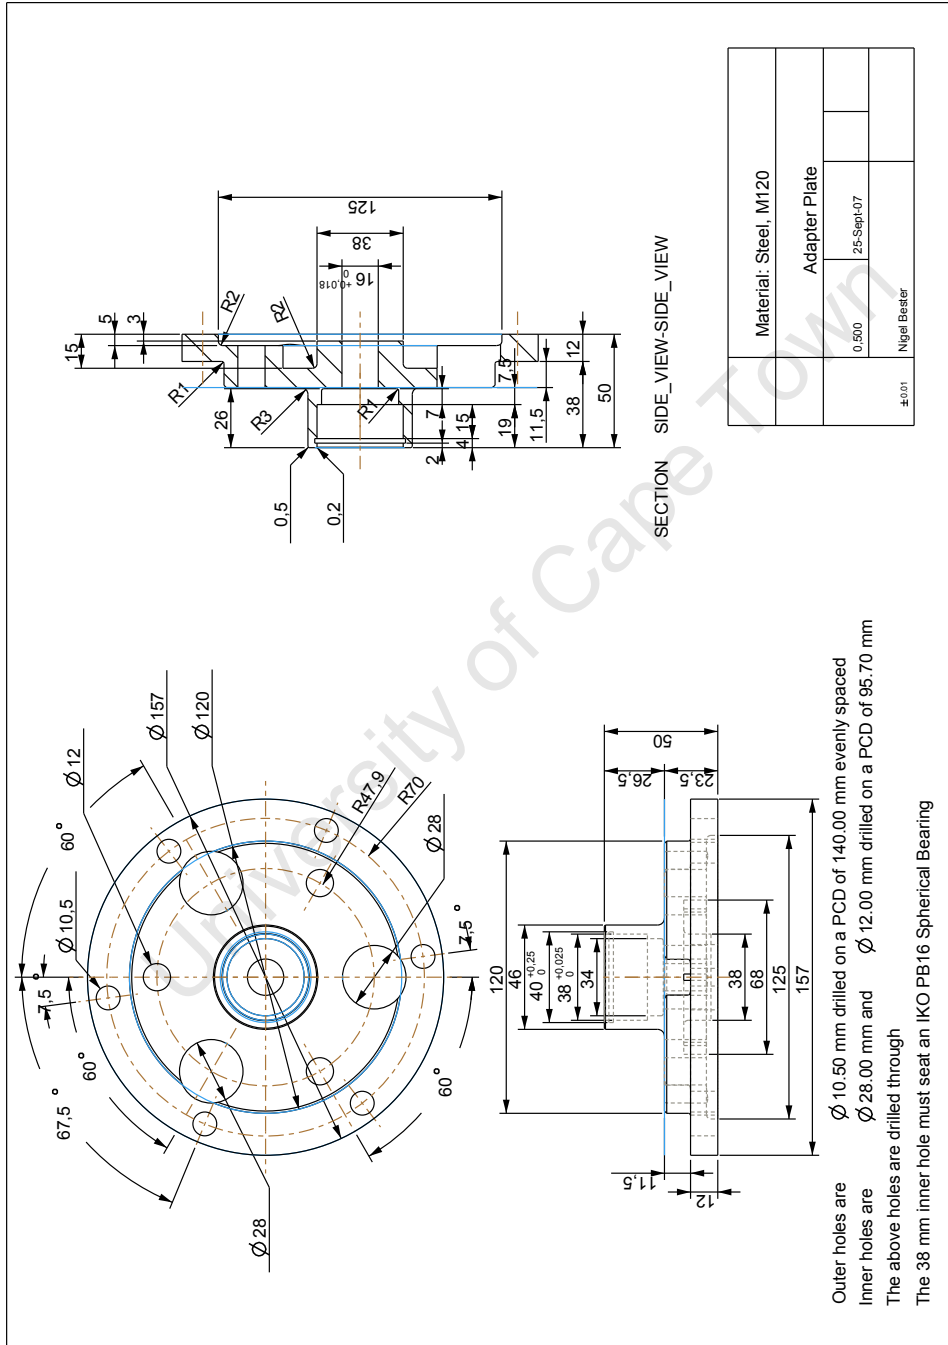 Ø 12
Ø 157
Ø 120
R47,9
R70
Ø 28
60°
Ø 10,5
7,5°
60°
67,5°
Ø 28
60°
7,5°
15
5
3
R2
R2
R1
R3
R1
26
0,5
0,2
125
38
16 +0,018 0
2
4
15
7
19
7,5
11,5
38
12
50
SECTION SIDE_VIEW-SIDE_VIEW
120
46
40 +0,25 0
38 +0,025 0
34
26,5
23,5
50
11,5
12
38
68
125
157
Outer holes are Ø 10.50 mm drilled on a PCD of 140.00 mm evenly spaced
Inner holes are Ø 28.00 mm and Ø 12.00 mm drilled on a PCD of 95.70 mm
The above holes are drilled through
The 38 mm inner hole must seat an IKO PB16 Spherical Bearing
Material: Steel, M120
Adapter Plate
0,500
25-Sept-07
±0.01
Nigel Bester
University of Cape Town